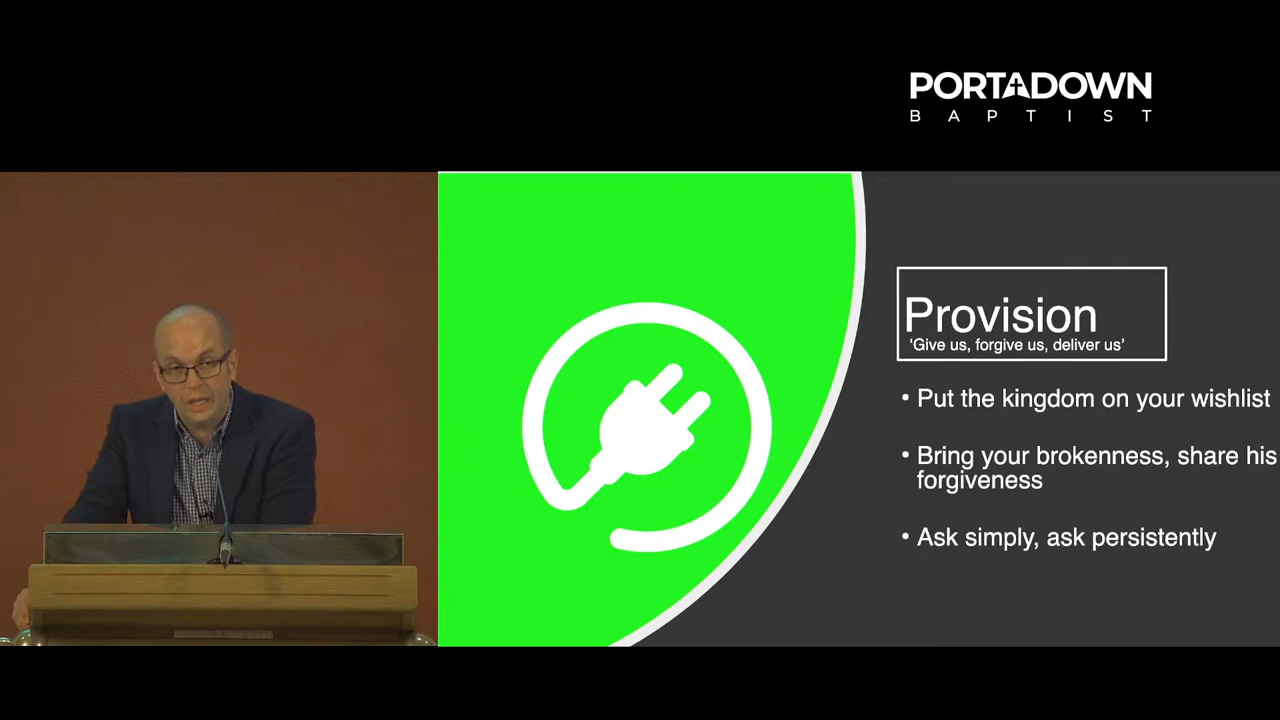 PORTADOWN
BAPTIST
Provision
‘Give us, forgive us, deliver us’
• Put the kingdom on your wishlist
• Bring your brokenness, share his
forgiveness
• Ask simply, ask persistently